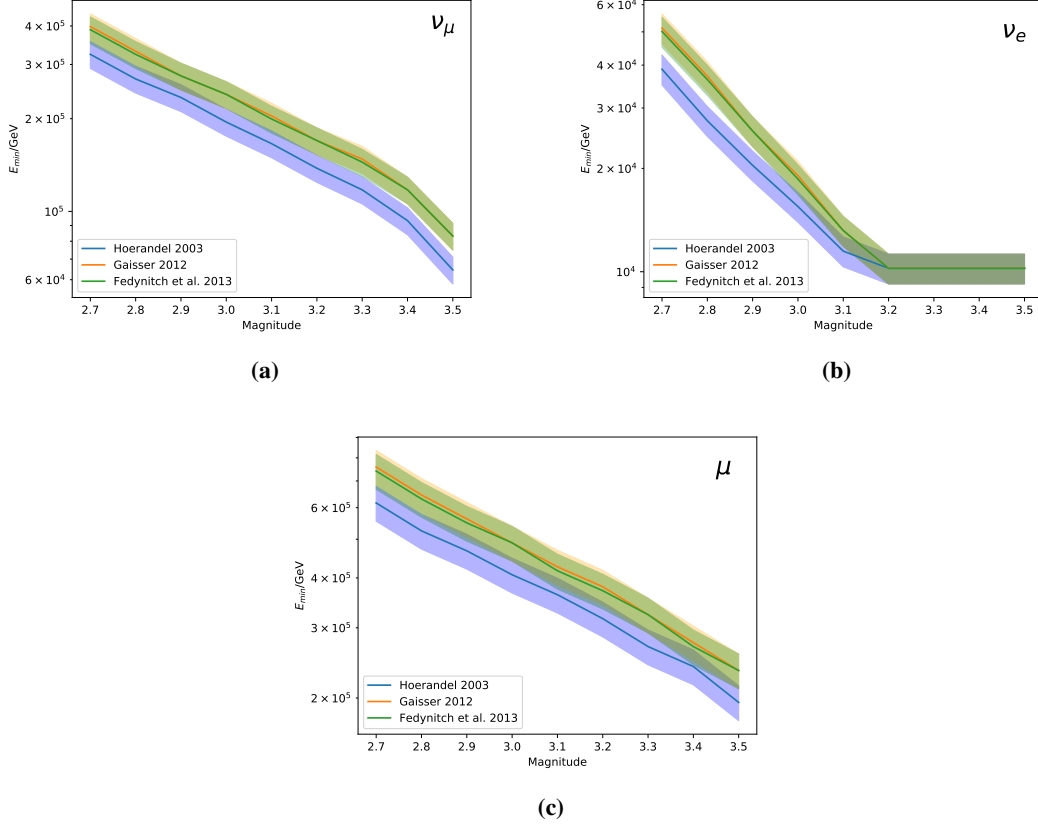 ν_μ
4 × 10⁵
3 × 10⁵
2 × 10⁵
10⁵
6 × 10⁴
E_min/GeV
Hoerandel 2003
Gaisser 2012
Fedynitch et al. 2013
2.7 2.8 2.9 3.0 3.1 3.2 3.3 3.4 3.5
Magnitude
(a)
ν_e
6 × 10⁴
4 × 10⁴
3 × 10⁴
2 × 10⁴
10⁴
E_min/GeV
Hoerandel 2003
Gaisser 2012
Fedynitch et al. 2013
2.7 2.8 2.9 3.0 3.1 3.2 3.3 3.4 3.5
Magnitude
(b)
μ
6 × 10⁵
4 × 10⁵
3 × 10⁵
2 × 10⁵
E_min/GeV
Hoerandel 2003
Gaisser 2012
Fedynitch et al. 2013
2.7 2.8 2.9 3.0 3.1 3.2 3.3 3.4 3.5
Magnitude
(c)